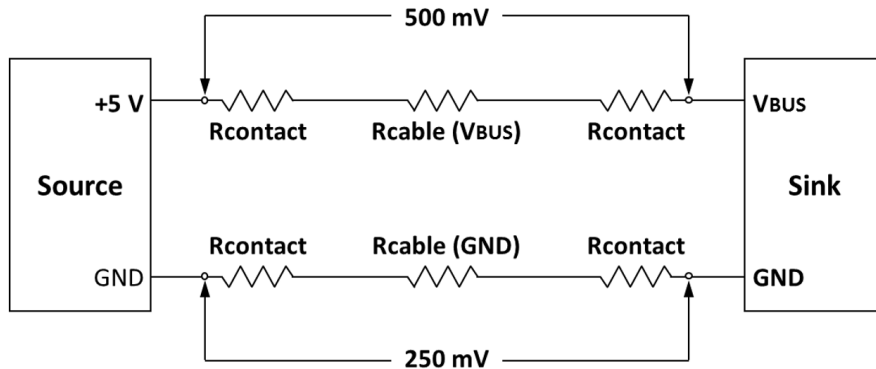 500 mV
+5 V
VBUS
Rcontact
Rcable (VBUS)
Rcontact
Source
Sink
Rcontact
Rcable (GND)
Rcontact
GND
GND
250 mV